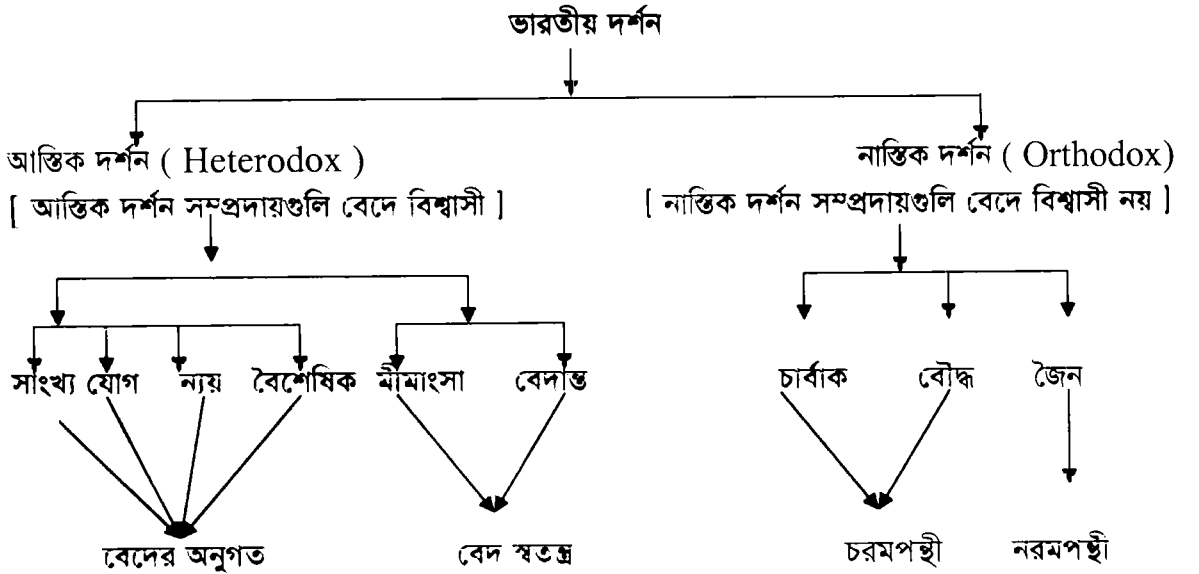 ভারতীয় দর্শন
আস্তিক দর্শন ( Heterodox )
নাস্তিক দর্শন ( Orthodox)
[ আস্তিক দর্শন সম্প্রদায়গুলি বেদে বিশ্বাসী ]
[ নাস্তিক দর্শন সম্প্রদায়গুলি বেদে বিশ্বাসী নয় ]
সাংখ্য যোগ ন্যয় বৈশেষিক মীমাংসা বেদান্ত
চার্বাক বৌদ্ধ জৈন
বেদের অনুগত
বেদ স্বতন্ত্র
চরমপন্থী
নরমপন্থী